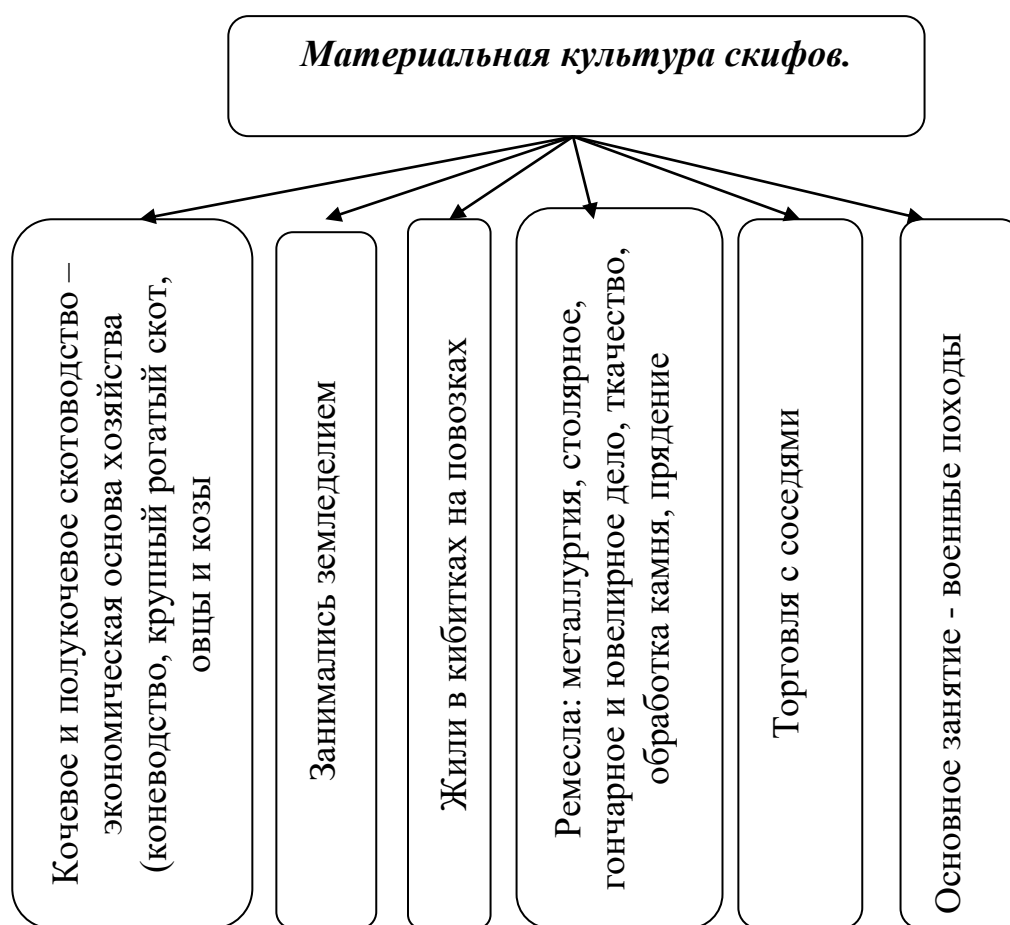 Материальная культура скифов.
Кочевое и полукочевое скотоводство –
экономическая основа хозяйства
(коневодство, крупный рогатый скот,
овцы и козы
Занимались земледелием
Жили в кибитках на повозках
Ремесла: металлургия, столярное,
гончарное и ювелирное дело, ткачество,
обработка камня, прядение
Торговля с соседями
Основное занятие - военные походы